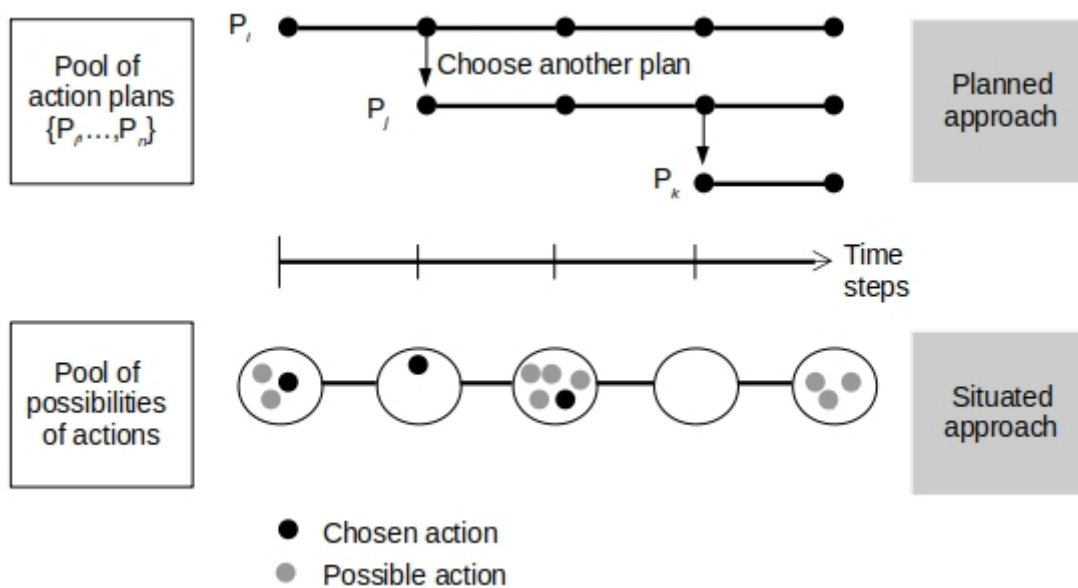 Pool of
action plans
{Pᵢ,...,Pₙ}
Pᵢ
Choose another plan
Pⱼ
Pₖ
Planned
approach
Time
steps
Pool of
possibilities
of actions
Situated
approach
Chosen action
Possible action